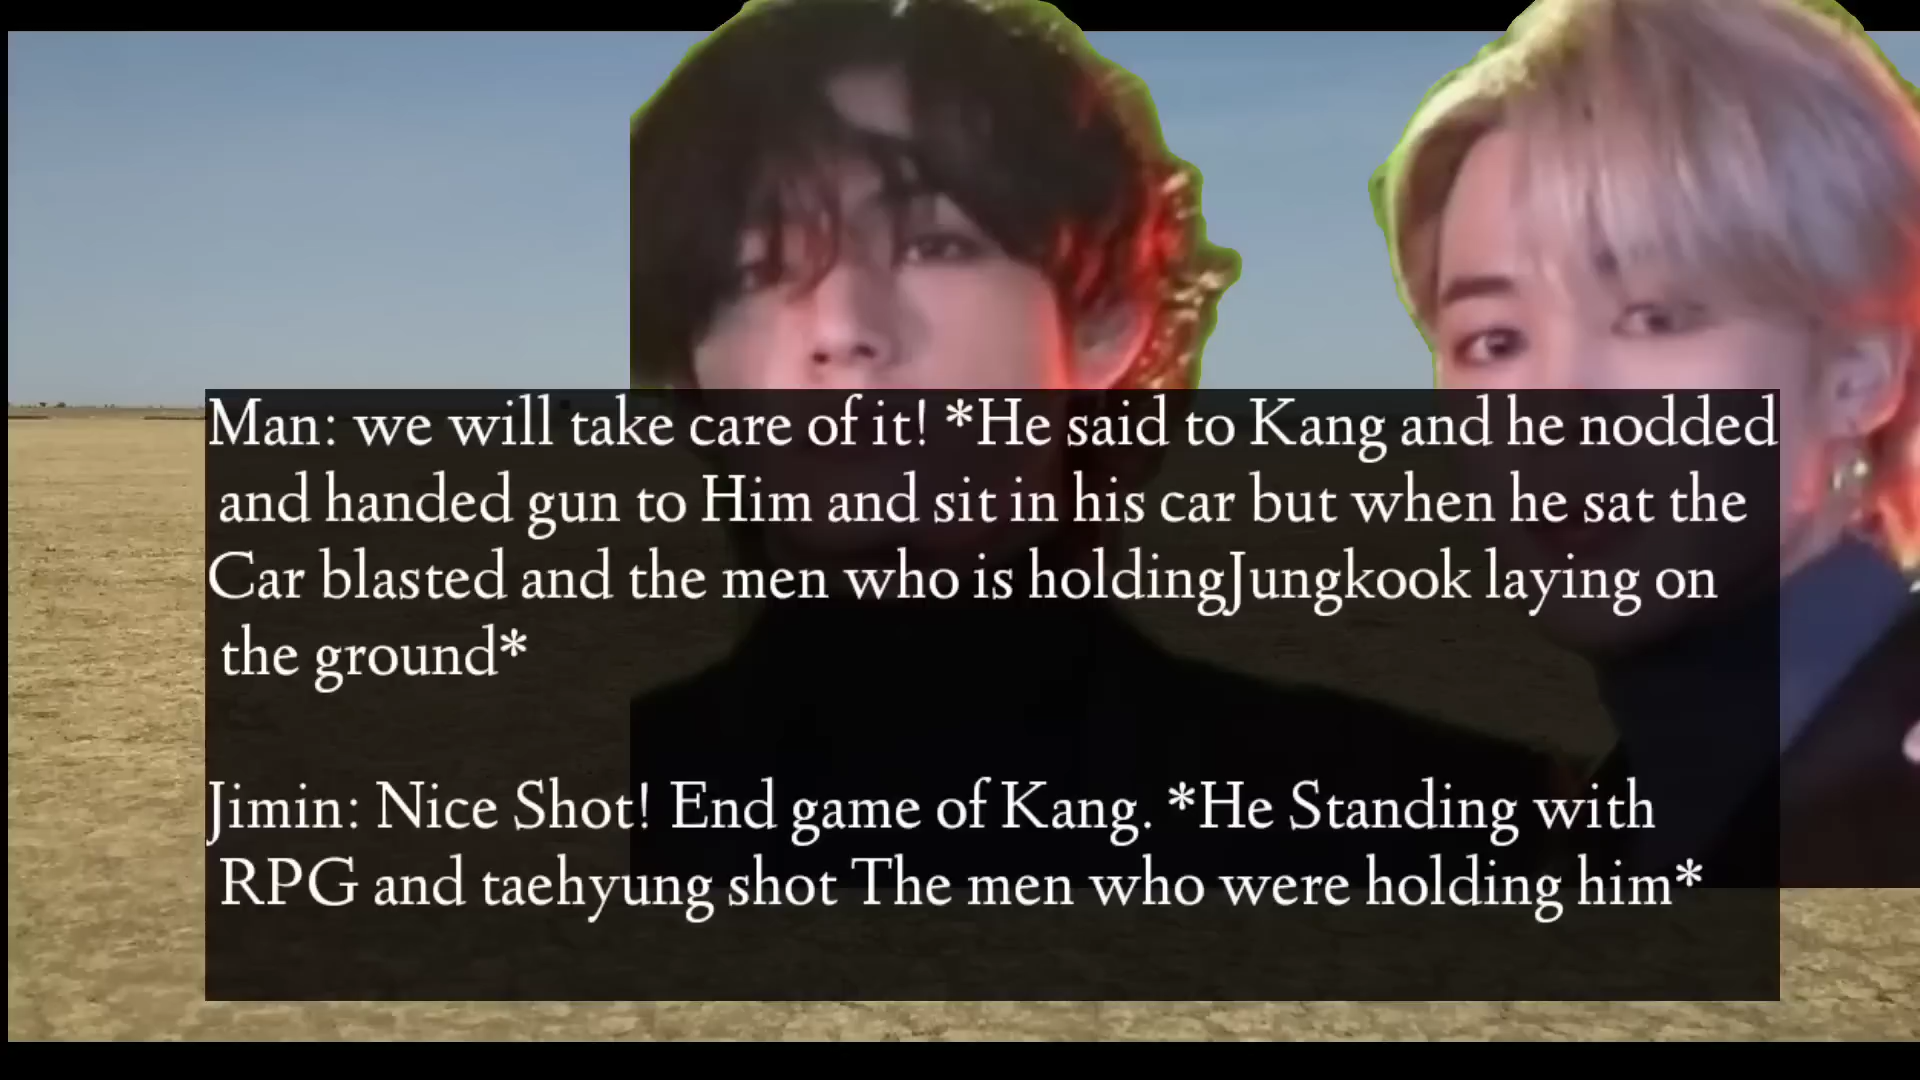 Man: we will take care of it! *He said to Kang and he nodded
and handed gun to Him and sit in his car but when he sat the
Car blasted and the men who is holdingJungkook laying on
the ground*
Jimin: Nice Shot! End game of Kang. *He Standing with
RPG and taehyung shot The men who were holding him*